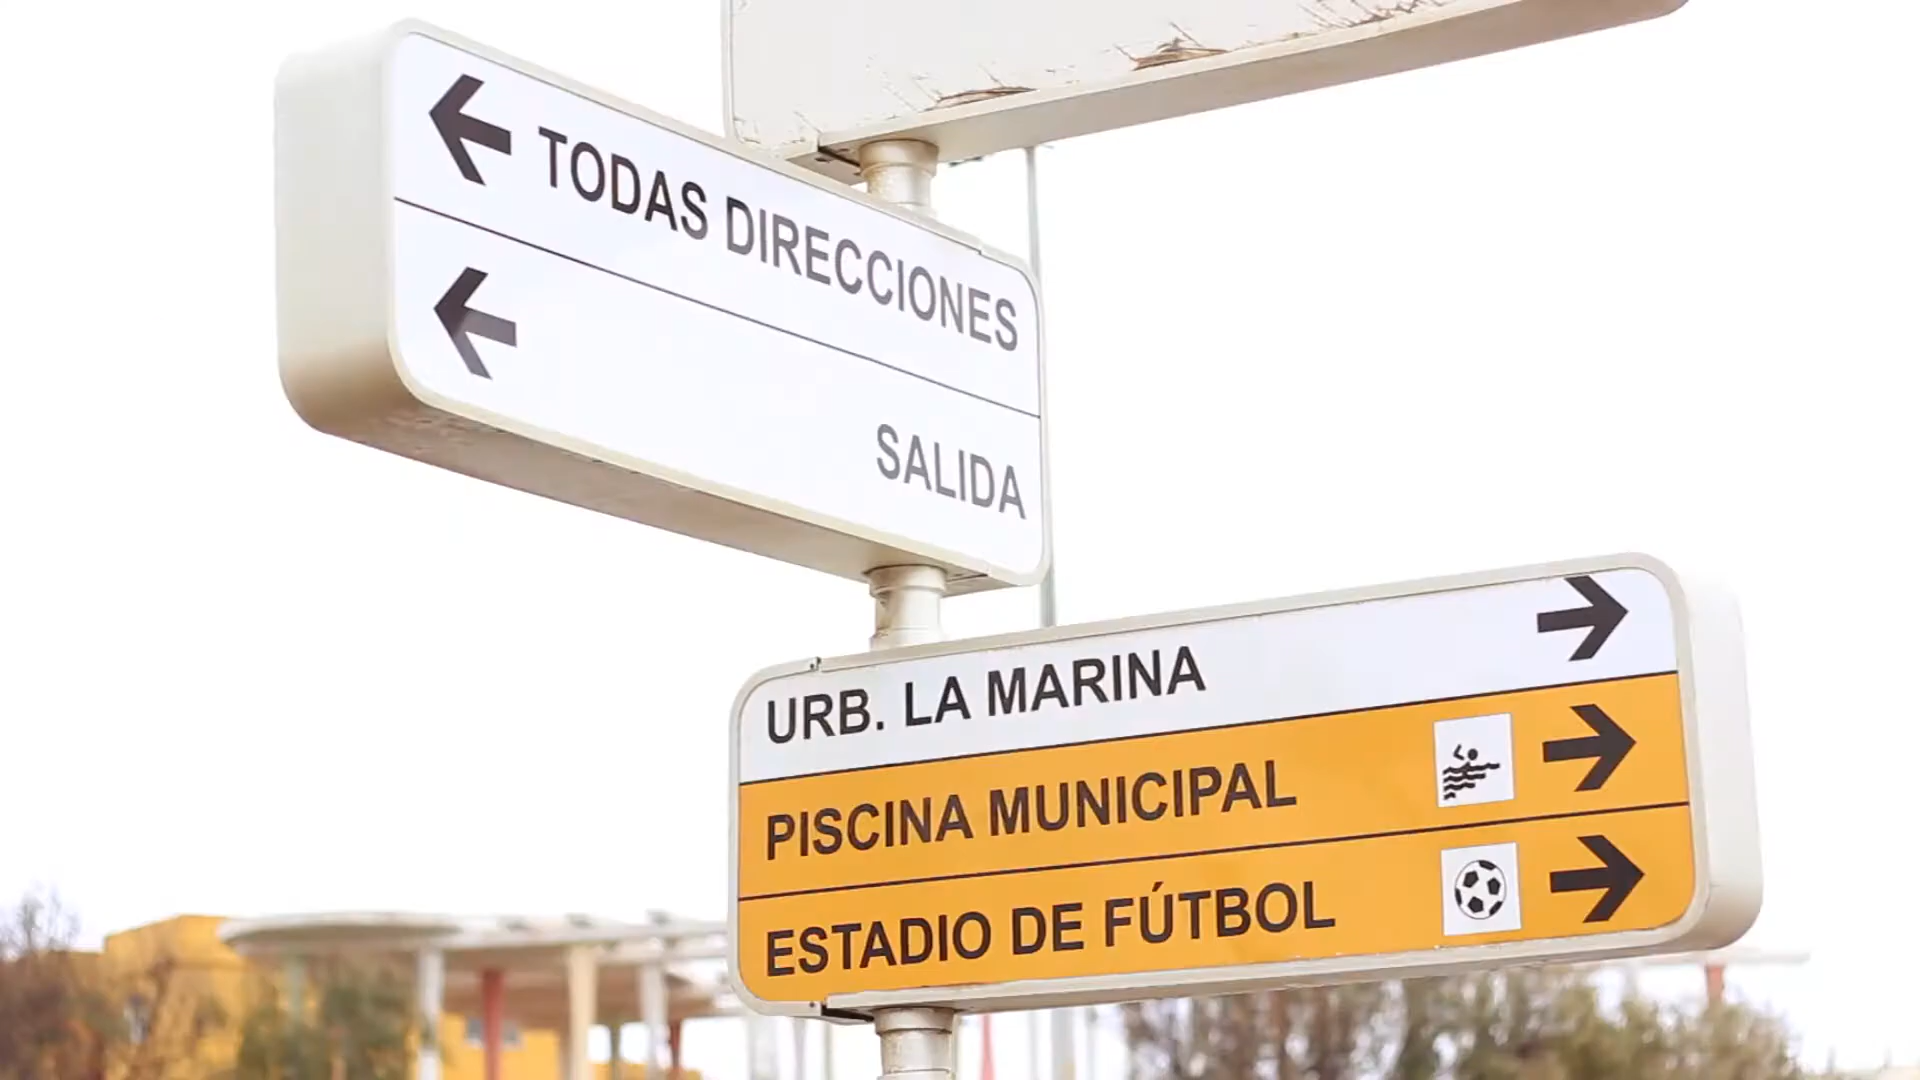 TODAS DIRECCIONES
SALIDA
URB. LA MARINA
PISCINA MUNICIPAL
ESTADIO DE FÚTBOL